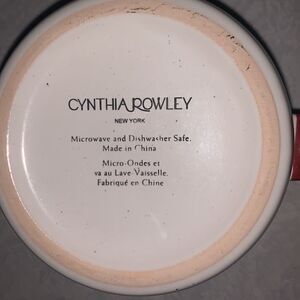 CYNTHIA ROWLEY
NEW YORK
Microwave and Dishwasher Safe.
Made in China
Micro-Ondes et
va au Lave-Vaisselle.
Fabriqué en Chine